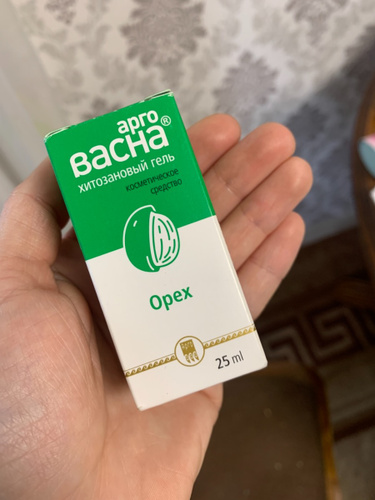 арго
васна®
хитозановый гель
косметическое
средство
Орех
25 ml